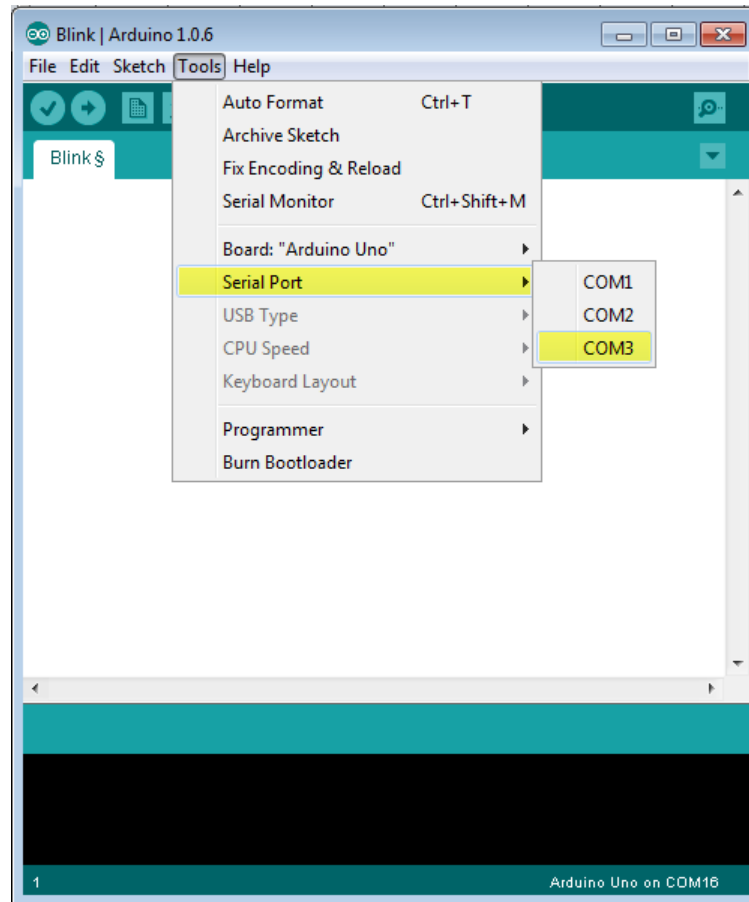 Blink | Arduino 1.0.6
File Edit Sketch Tools Help
Auto Format Ctrl+T
Archive Sketch
Blink §
Fix Encoding & Reload
Serial Monitor Ctrl+Shift+M
Board: "Arduino Uno"
Serial Port
COM1
USB Type
COM2
CPU Speed
COM3
Keyboard Layout
Programmer
Burn Bootloader
1 Arduino Uno on COM16